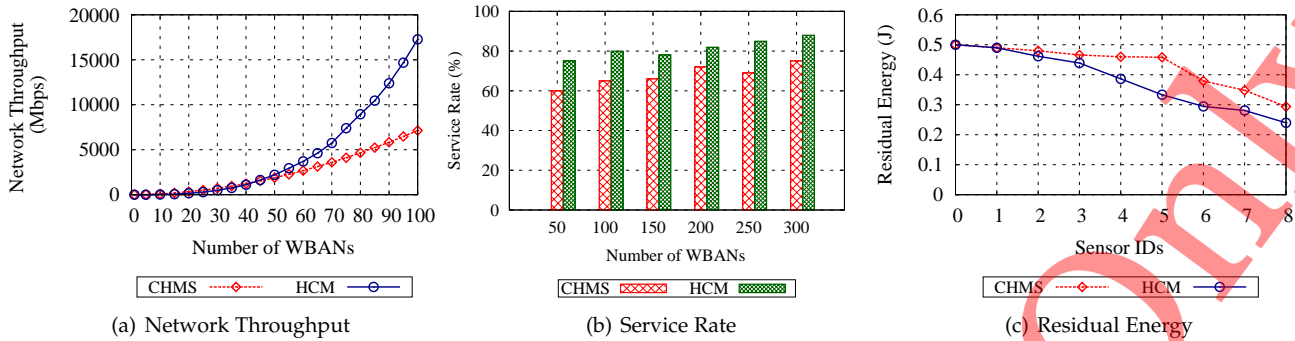 Network Throughput
(Mbps)
20000
15000
10000
5000
0
0 10 20 30 40 50 60 70 80 90 100
Number of WBANs
CHMS HCM
(a) Network Throughput
Service Rate (%)
100
80
60
40
20
0
50 100 150 200 250 300
Number of WBANs
CHMS HCM
(b) Service Rate
Residual Energy (J)
0.6
0.5
0.4
0.3
0.2
0.1
0
0 1 2 3 4 5 6 7 8
Sensor IDs
CHMS HCM
(c) Residual Energy
Only